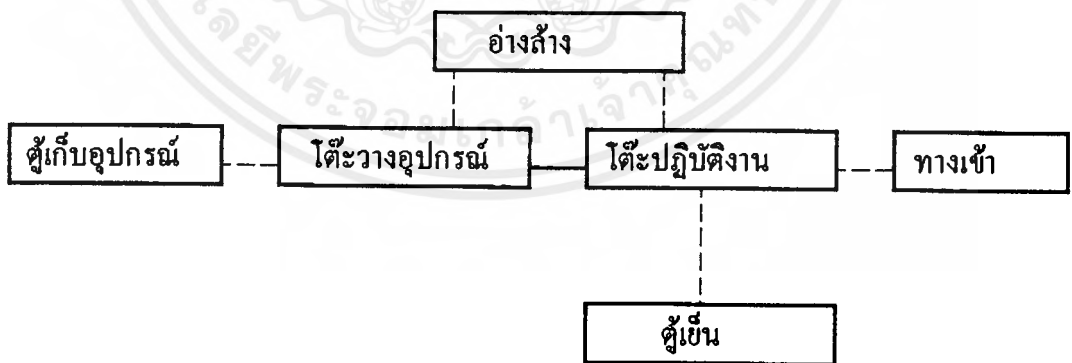 อ่างล้าง
ตู้เก็บอุปกรณ์
โต๊ะวางอุปกรณ์
โต๊ะปฏิบัติงาน
ทางเข้า
ตู้เย็น